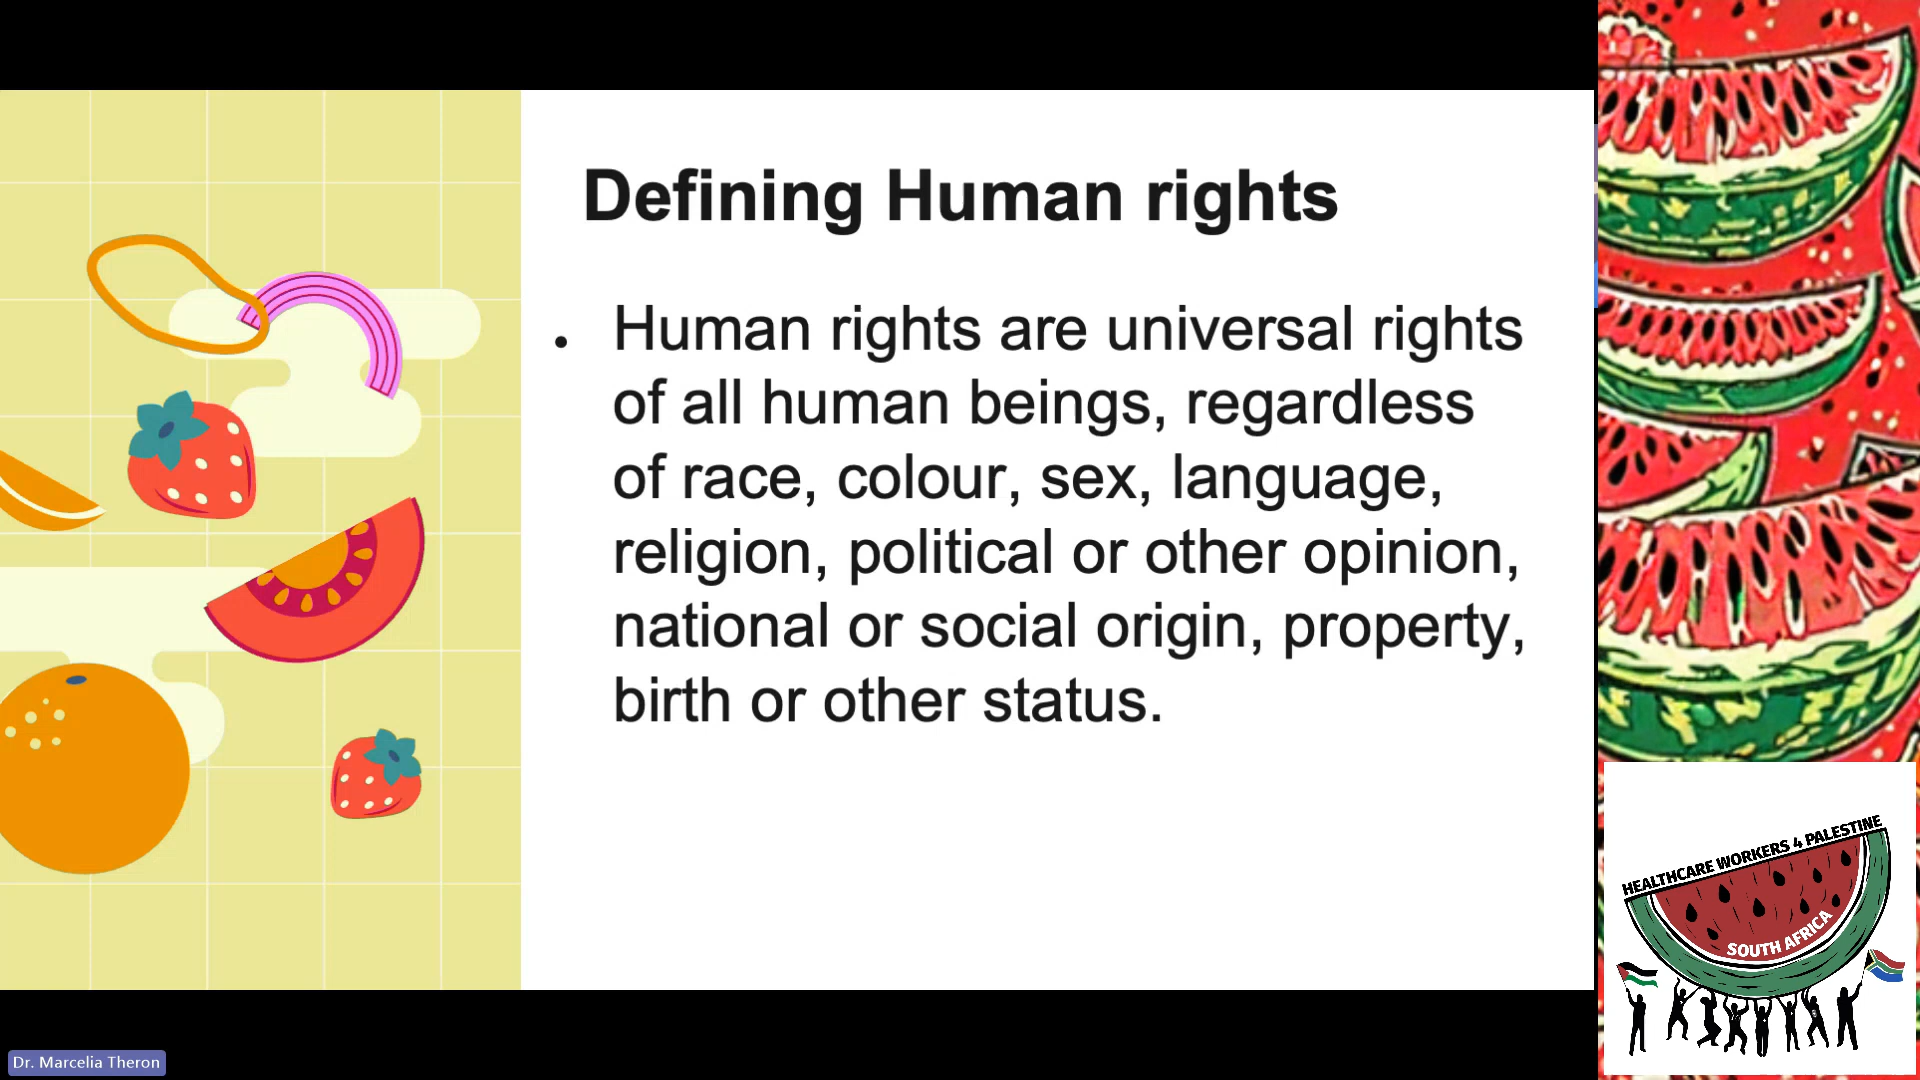 Defining Human rights
• Human rights are universal rights
of all human beings, regardless
of race, colour, sex, language,
religion, political or other opinion,
national or social origin, property,
birth or other status.
HEALTHCARE WORKERS 4 PALESTINE
SOUTH AFRICA
Dr. Marcelia Theron